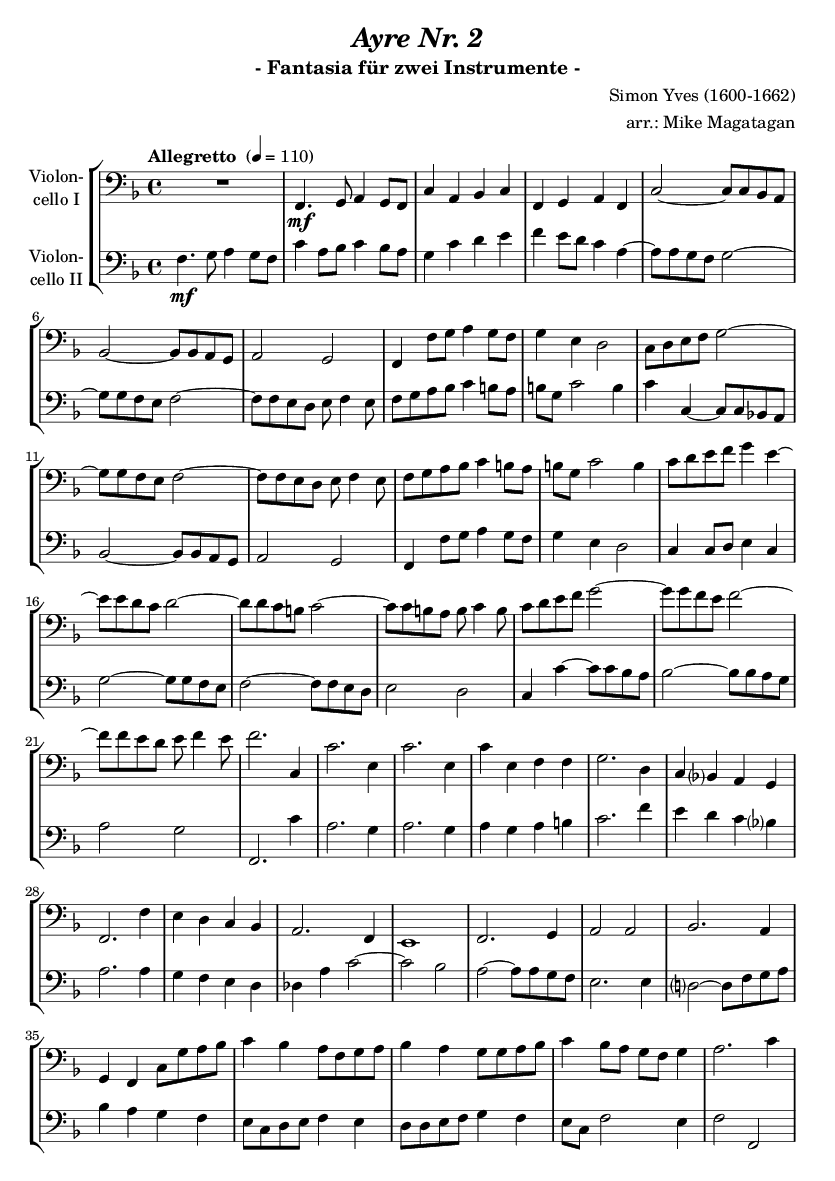 Ayre Nr. 2
- Fantasia für zwei Instrumente -
Simon Yves (1600-1662)
arr.: Mike Magatagan
Allegretto (♩ = 110)
Violon-
cello I
mf
Violon-
cello II
mf
6
11
16
21
28
35